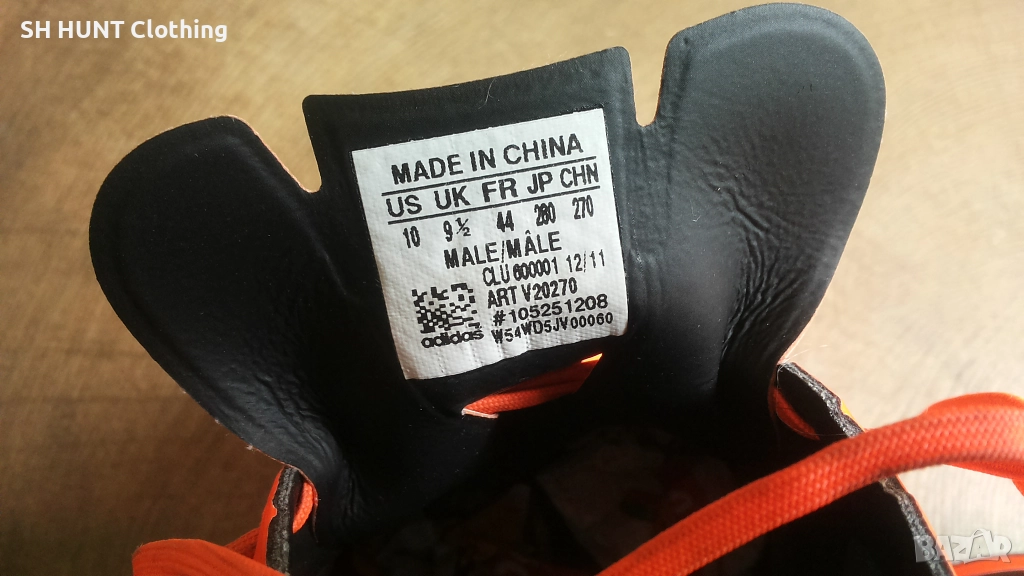 SH HUNT Clothing
MADE IN CHINA
US UK FR JP CHN
10 9½ 44 280 270
MALE/MÂLE
CLU 600001 12/11
ART V20270
#105251208
adidas W54WD5JV00060
BAZAR